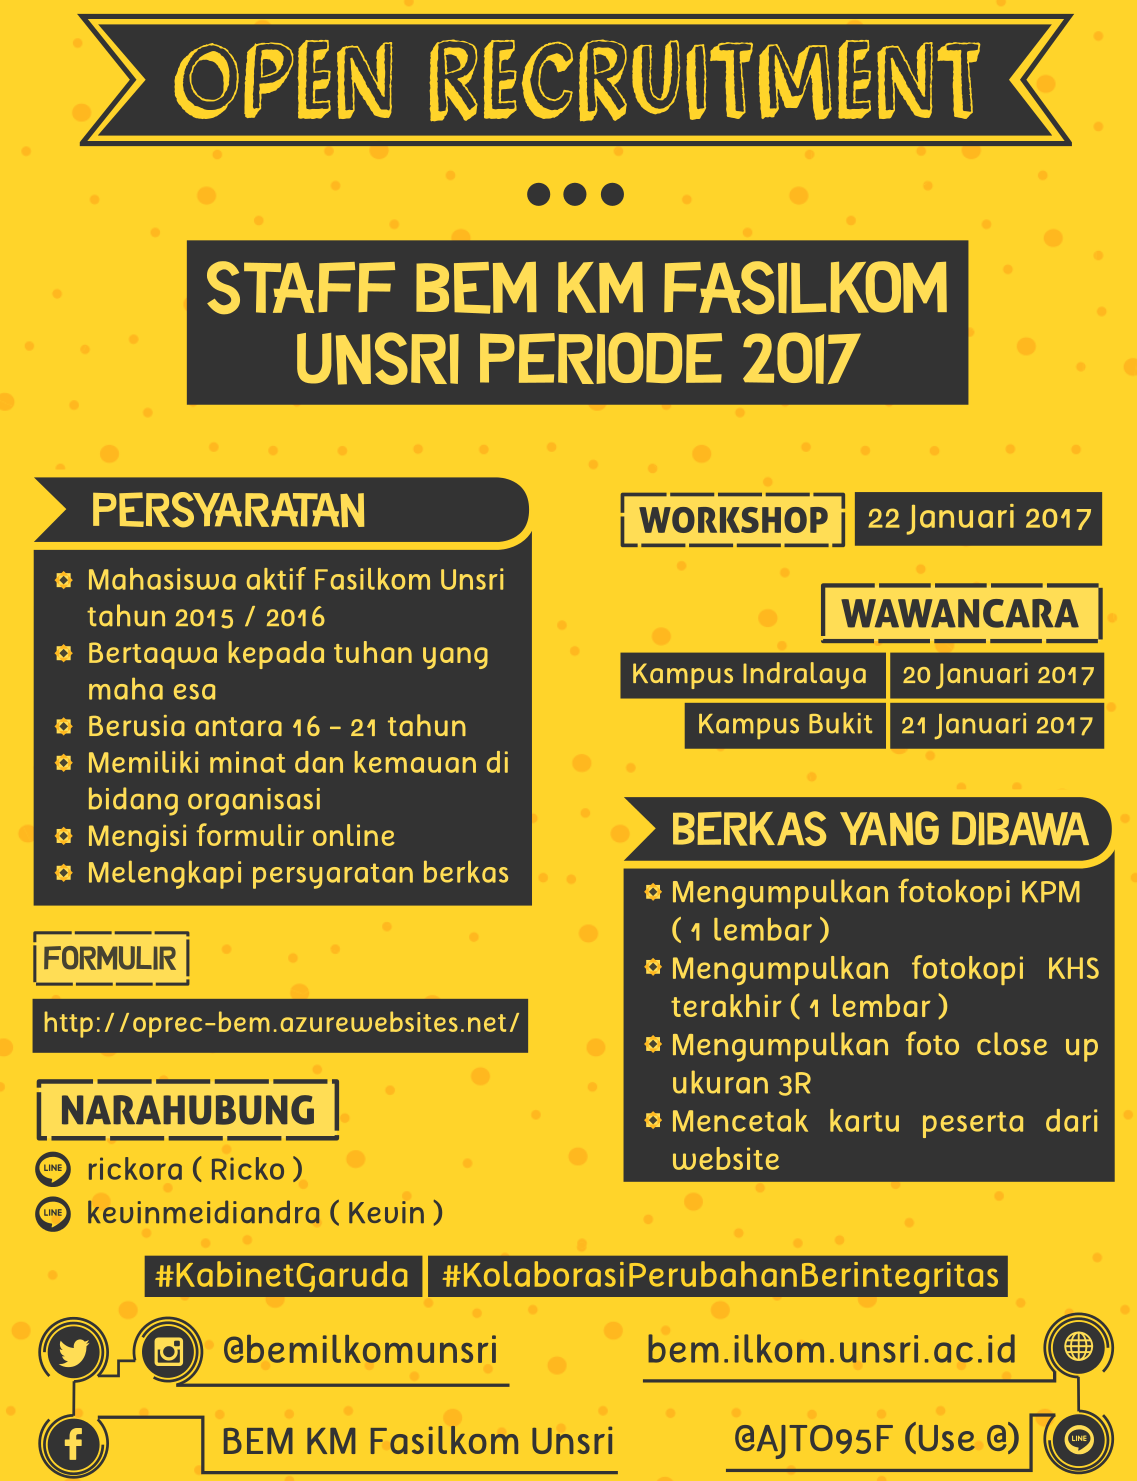 OPEN RECRUITMENT
STAFF BEM KM FASILKOM
UNSRI PERIODE 2017
PERSYARATAN
Mahasiswa aktif Fasilkom Unsri
tahun 2015 / 2016
Bertaqwa kepada tuhan yang
maha esa
Berusia antara 16 - 21 tahun
Memiliki minat dan kemauan di
bidang organisasi
Mengisi formulir online
Melengkapi persyaratan berkas
FORMULIR
http://oprec-bem.azurewebsites.net/
NARAHUBUNG
LINE rickora ( Ricko )
LINE kevinmeidiandra ( Kevin )
WORKSHOP 22 Januari 2017
WAWANCARA
Kampus Indralaya 20 Januari 2017
Kampus Bukit 21 Januari 2017
BERKAS YANG DIBAWA
Mengumpulkan fotokopi KPM
( 1 lembar )
Mengumpulkan fotokopi KHS
terakhir ( 1 lembar )
Mengumpulkan foto close up
ukuran 3R
Mencetak kartu peserta dari
website
#KabinetGaruda #KolaborasiPerubahanBerintegritas
@bemilkomunsri
bem.ilkom.unsri.ac.id
BEM KM Fasilkom Unsri
@AJTO95F (Use @) LINE